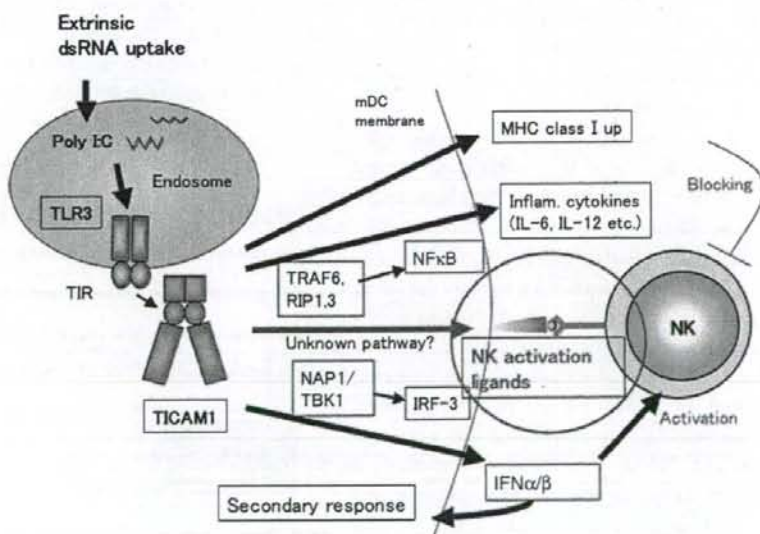 Extrinsic
dsRNA uptake
Poly I:C
Endosome
TLR3
TIR
TICAM1
mDC
membrane
MHC class I up
Inflam. cytokines
(IL-6, IL-12 etc.)
TRAF6,
RIP1,3
NFκB
Unknown pathway?
NAP1/
TBK1
IRF-3
NK activation
ligands
Blocking
NK
Activation
IFNα/β
Secondary response